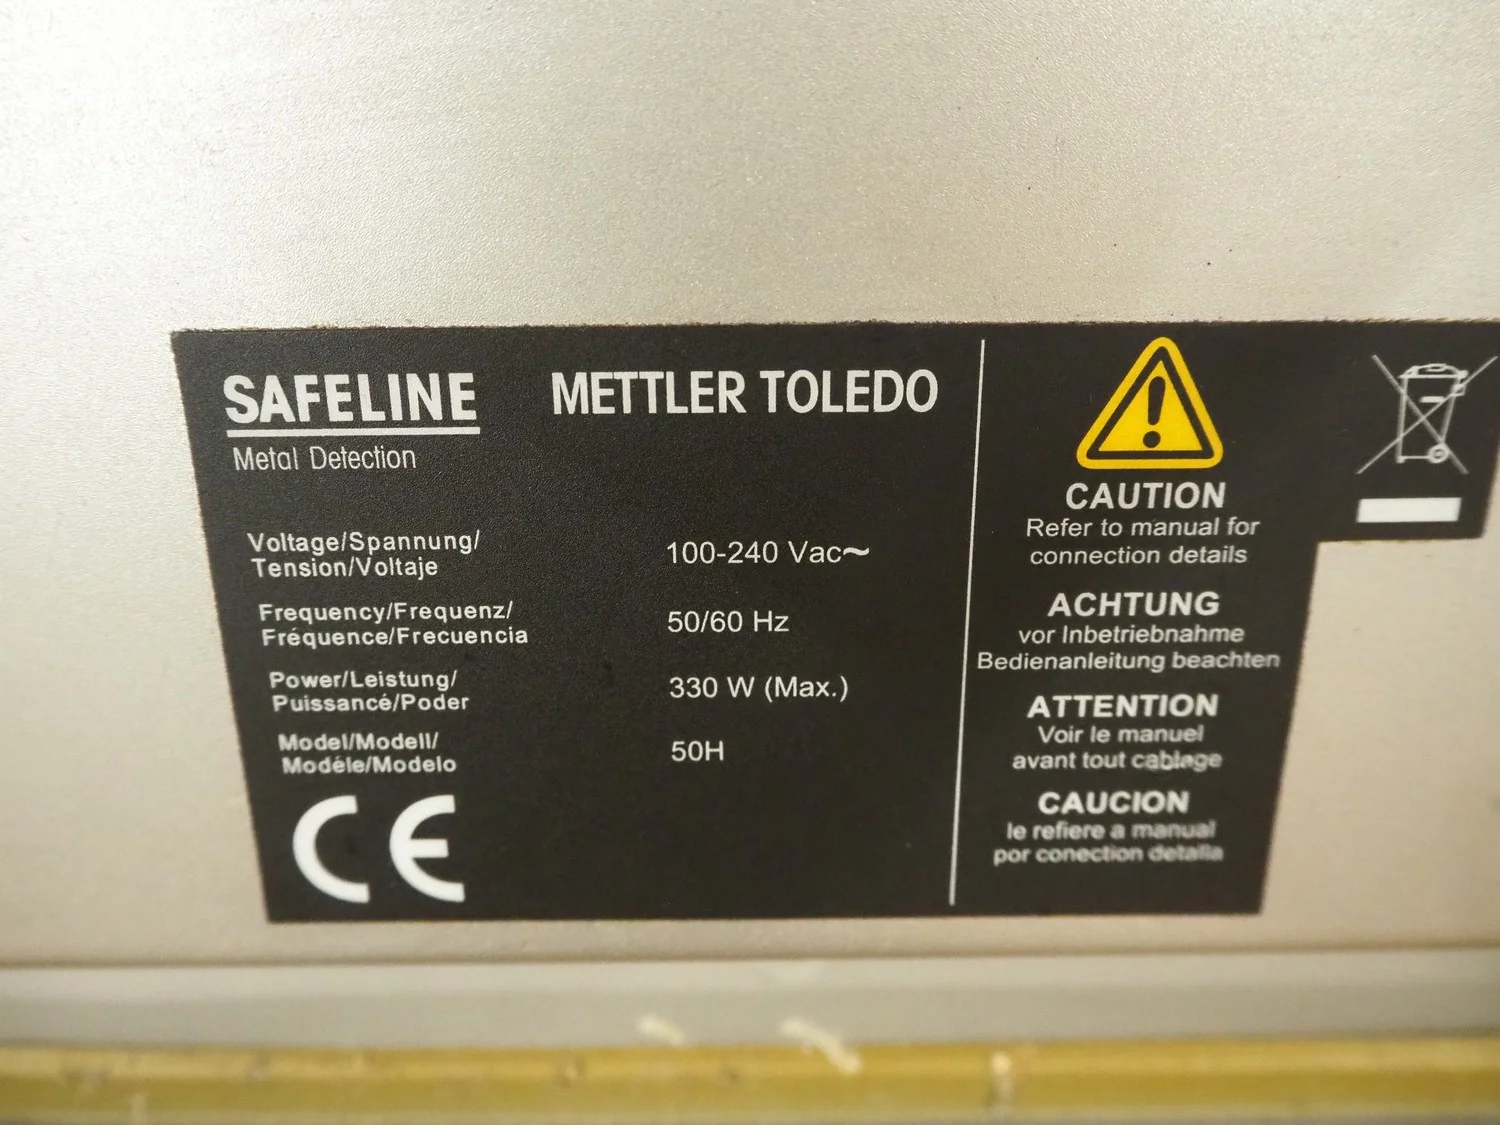 SAFELINE
METTLER TOLEDO
Metal Detection
Voltage/Spannung/
Tension/Voltaje
100-240 Vac~
Frequency/Frequenz/
Fréquence/Frecuencia
50/60 Hz
Power/Leistung/
Puissancé/Poder
330 W (Max.)
Model/Modell/
Modéle/Modelo
50H
CE
CAUTION
Refer to manual for
connection details
ACHTUNG
vor Inbetriebnahme
Bedienanleitung beachten
ATTENTION
Voir le manuel
avant tout cablage
CAUCION
le refiere a manual
por conection detalla